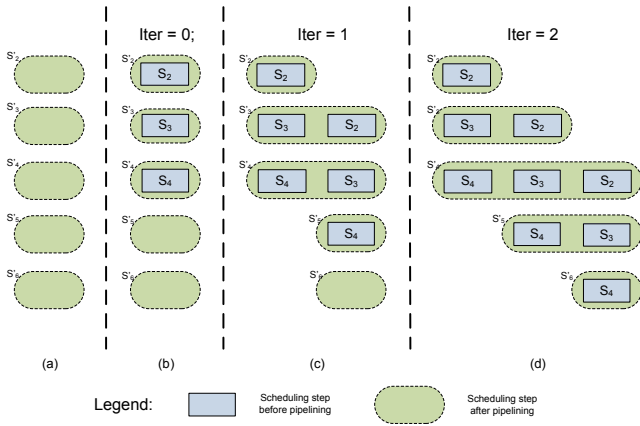 Iter = 0; Iter = 1 Iter = 2
S'2 S'2 S2 S'2 S2 S'2 S2
S'3 S'3 S3 S'3 S3 S2 S'3 S3 S2
S'4 S'4 S4 S'4 S4 S3 S'4 S4 S3 S2
S'5 S'5 S'5 S4 S'5 S4 S3
S'6 S'6 S'6 S'6 S4
(a) (b) (c) (d)
Legend: Scheduling step before pipelining Scheduling step after pipelining